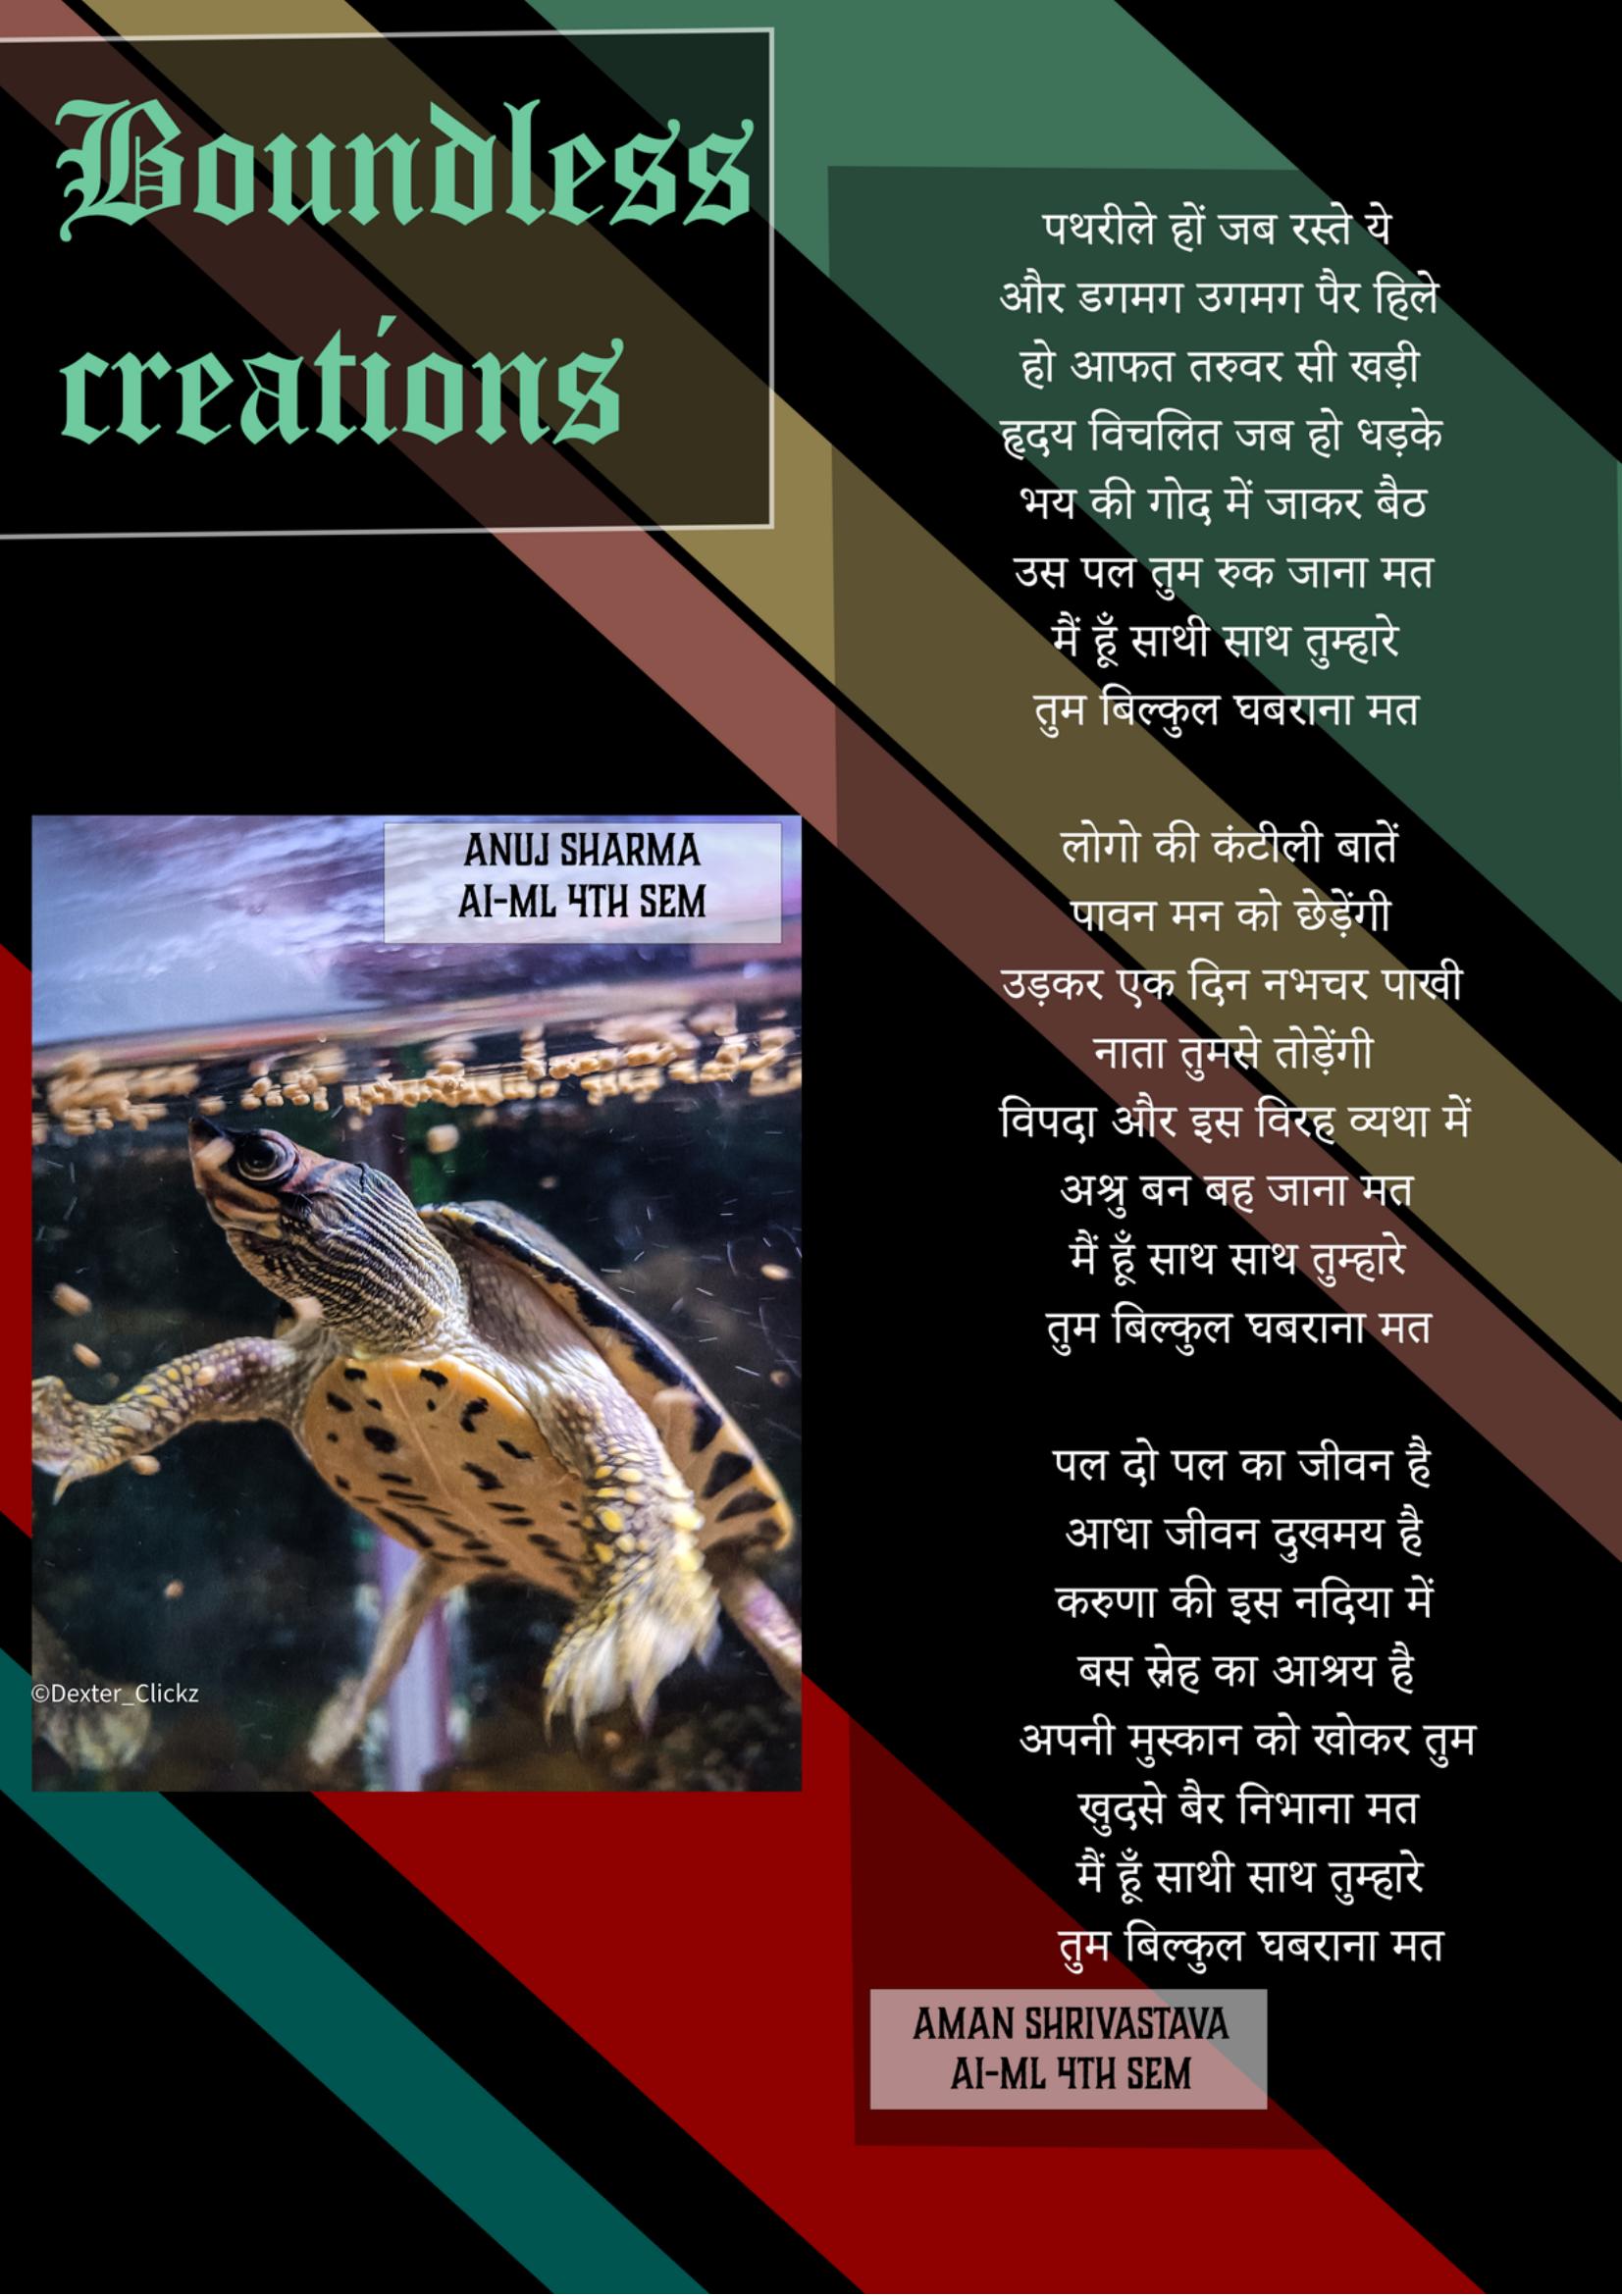 Boundless
creations
पथरीले हों जब रस्ते ये
और डगमग उगमग पैर हिले
हो आफत तरुवर सी खड़ी
हृदय विचलित जब हो धड़के
भय की गोद में जाकर बैठ
उस पल तुम रुक जाना मत
मैं हूँ साथी साथ तुम्हारे
तुम बिल्कुल घबराना मत
लोगो की कंटीली बातें
पावन मन को छेड़ेंगी
उड़कर एक दिन नभचर पाखी
नाता तुमसे तोड़ेंगी
विपदा और इस विरह व्यथा में
अश्रु बन बह जाना मत
मैं हूँ साथ साथ तुम्हारे
तुम बिल्कुल घबराना मत
पल दो पल का जीवन है
आधा जीवन दुखमय है
करुणा की इस नदिया में
बस स्नेह का आश्रय है
अपनी मुस्कान को खोकर तुम
खुदसे बैर निभाना मत
मैं हूँ साथी साथ तुम्हारे
तुम बिल्कुल घबराना मत
AMAN SHRIVASTAVA
AI-ML 4TH SEM
ANUJ SHARMA
AI-ML 4TH SEM
©Dexter_Clickz